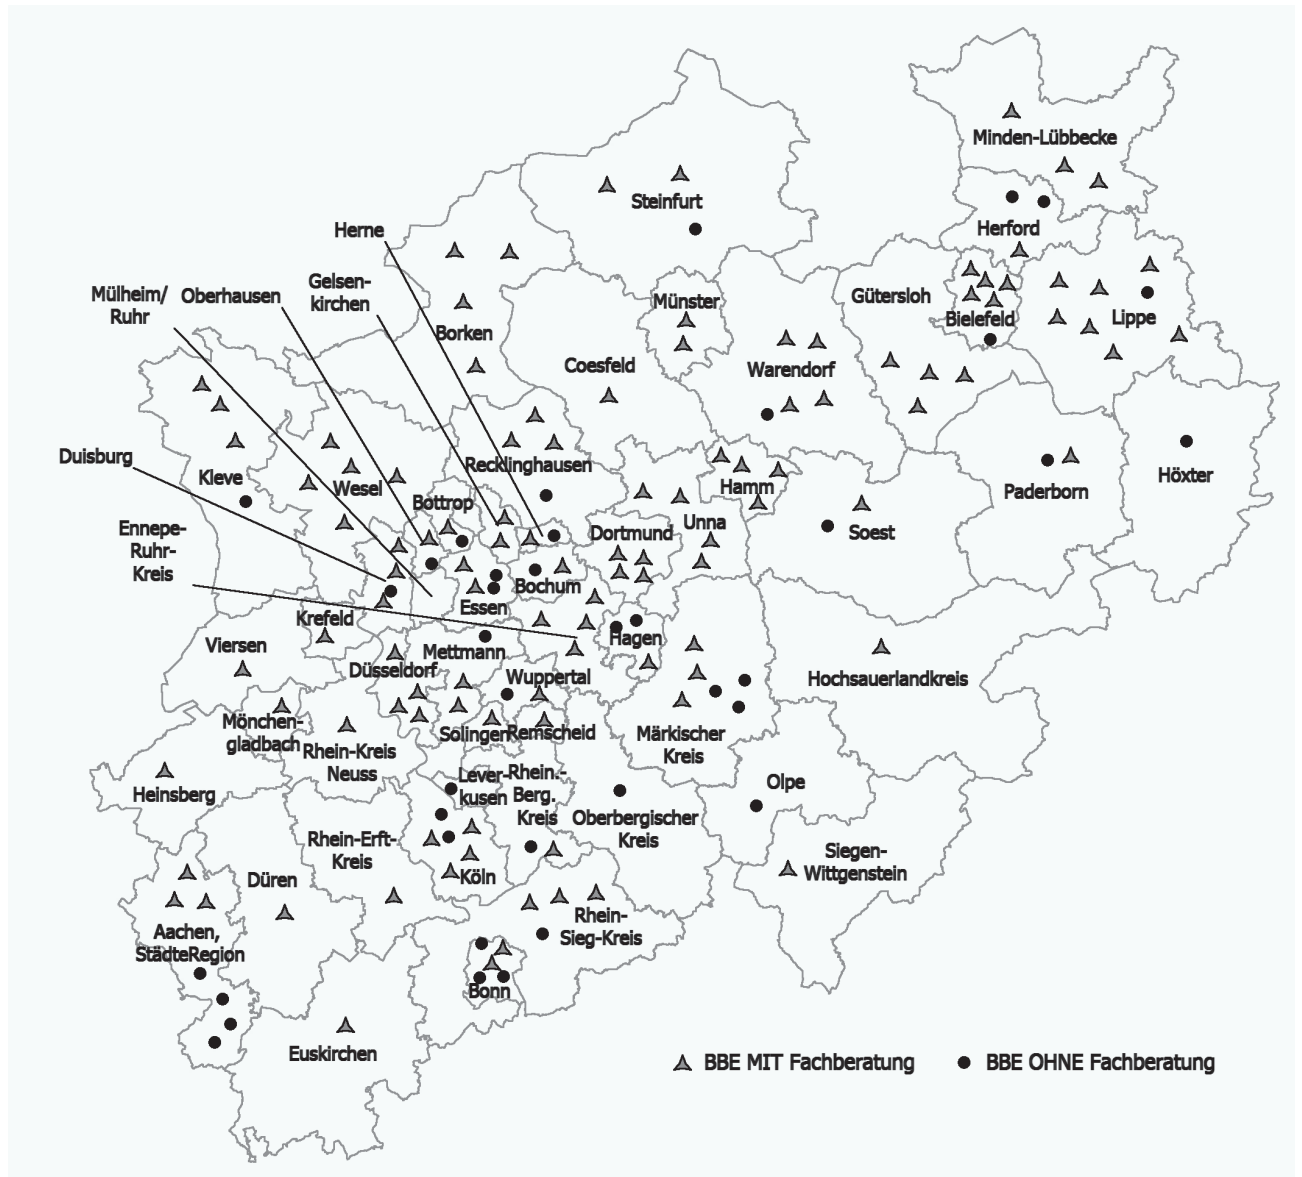 Minden-Lübbecke
Steinfurt
Herford
Herne
Gelsen-
kirchen
Mülheim/
Ruhr
Oberhausen
Münster
Gütersloh
Bielefeld
Lippe
Borken
Coesfeld
Warendorf
Duisburg
Kleve
Wesel
Recklinghausen
Hamm
Paderborn
Höxter
Bottrop
Ennepe-
Ruhr-
Kreis
Dortmund
Unna
Soest
Bochum
Essen
Krefeld
Hagen
Viersen
Mettmann
Düsseldorf
Wuppertal
Hochsauerlandkreis
Mönchen-
gladbach
Rhein-Kreis
Neuss
Solingen
Remscheid
Märkischer
Kreis
Heinsberg
Lever-
kusen
Rhein.-
Berg.
Kreis
Oberbergischer
Kreis
Olpe
Rhein-Erft-
Kreis
Köln
Siegen-
Wittgenstein
Düren
Aachen,
StädteRegion
Rhein-
Sieg-Kreis
Bonn
Euskirchen
BBE MIT Fachberatung
BBE OHNE Fachberatung